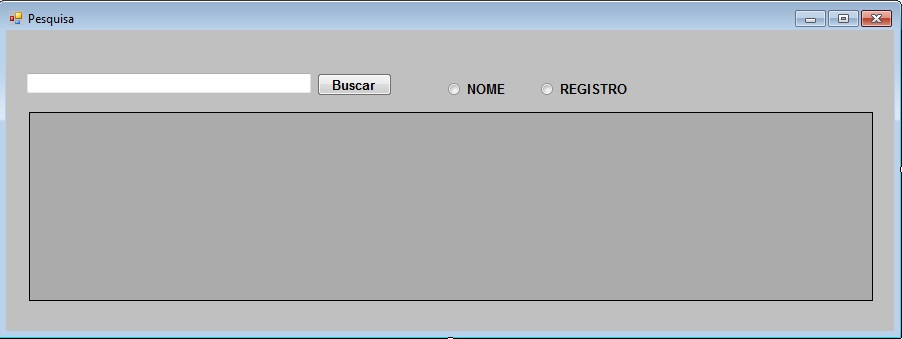 Pesquisa
Buscar
NOME
REGISTRO